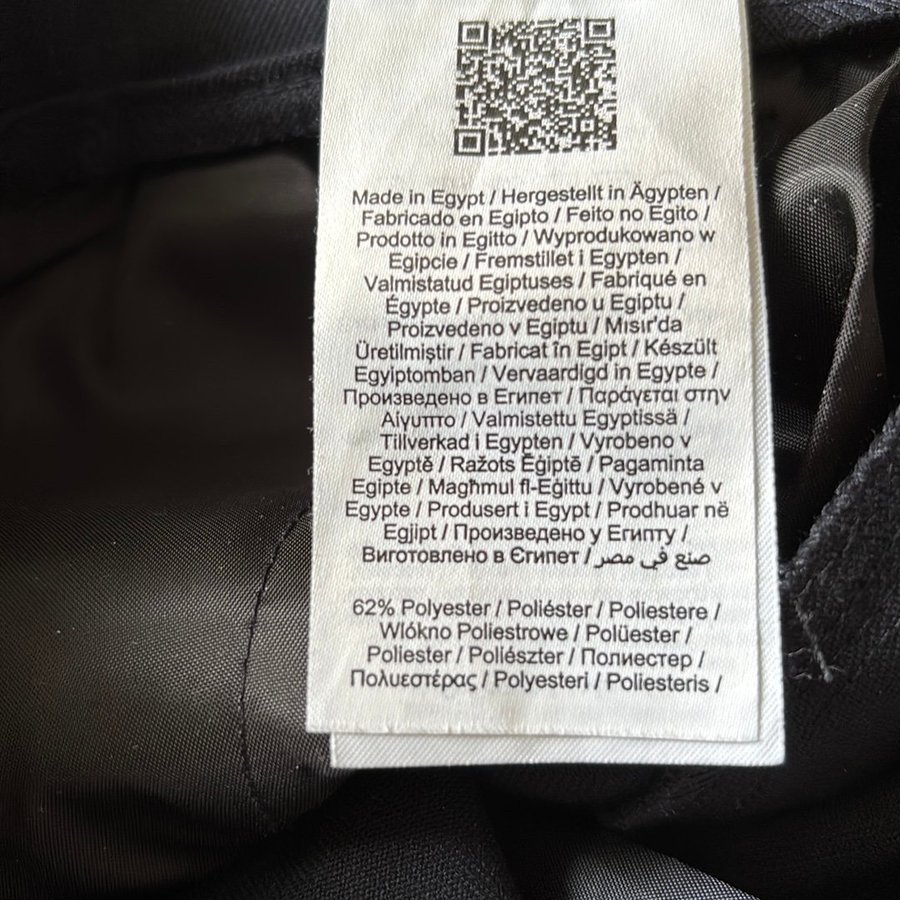 Made in Egypt / Hergestellt in Ägypten /
Fabricado en Egipto / Feito no Egito /
Prodotto in Egitto / Wyprodukowano w
Egipcie / Fremstillet i Egypten /
Valmistatud Egiptuses / Fabriqué en
Égypte / Proizvedeno u Egiptu /
Proizvedeno v Egiptu / Mısır'da
Üretilmiştir / Fabricat în Egipt / Készült
Egyiptomban / Vervaardigd in Egypte /
Произведено в Египет / Παράγεται στην
Αίγυπτο / Valmistettu Egyptissä /
Tillverkad i Egypten / Vyrobeno v
Egyptě / Ražots Ēģiptē / Pagaminta
Egipte / Magħmul fl-Eġittu / Vyrobené v
Egypte / Produsert i Egypt / Prodhuar në
Egjipt / Произведено у Египту /
Виготовлено в Єгипет / صنع في مصر
62% Polyester / Poliéster / Poliestere /
Wlókno Poliestrowe / Polüester /
Poliester / Poliészter / Полиестер /
Πολυεστέρας / Polyesteri / Poliesteris /